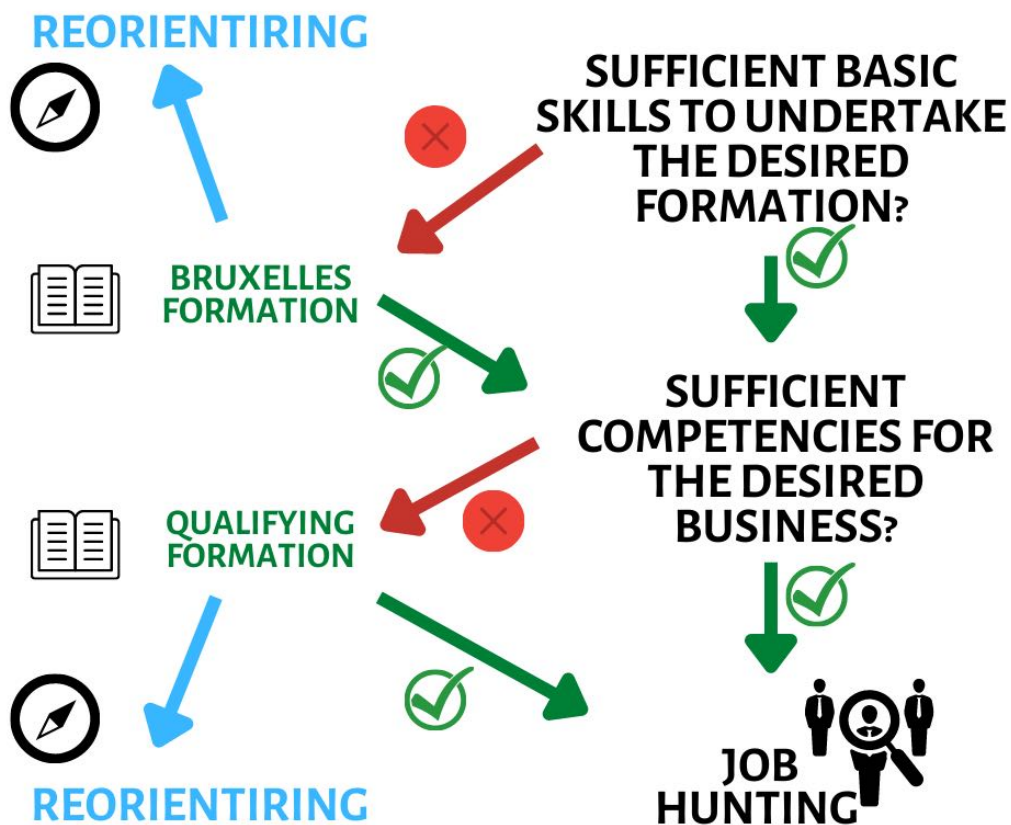 REORIENTIRING
SUFFICIENT BASIC
SKILLS TO UNDERTAKE
THE DESIRED
FORMATION?
BRUXELLES
FORMATION
SUFFICIENT
COMPETENCIES FOR
THE DESIRED
BUSINESS?
QUALIFYING
FORMATION
JOB
HUNTING
REORIENTIRING